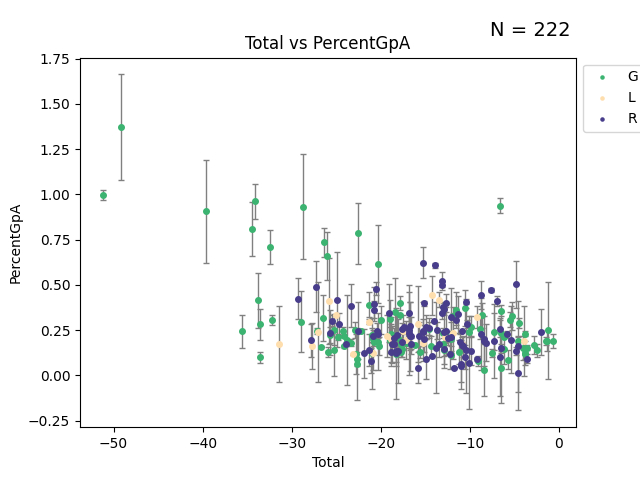 N = 222
Total vs PercentGpA
G
L
R
1.75
1.50
1.25
1.00
0.75
0.50
0.25
0.00
−0.25
PercentGpA
−50
−40
−30
−20
−10
0
Total